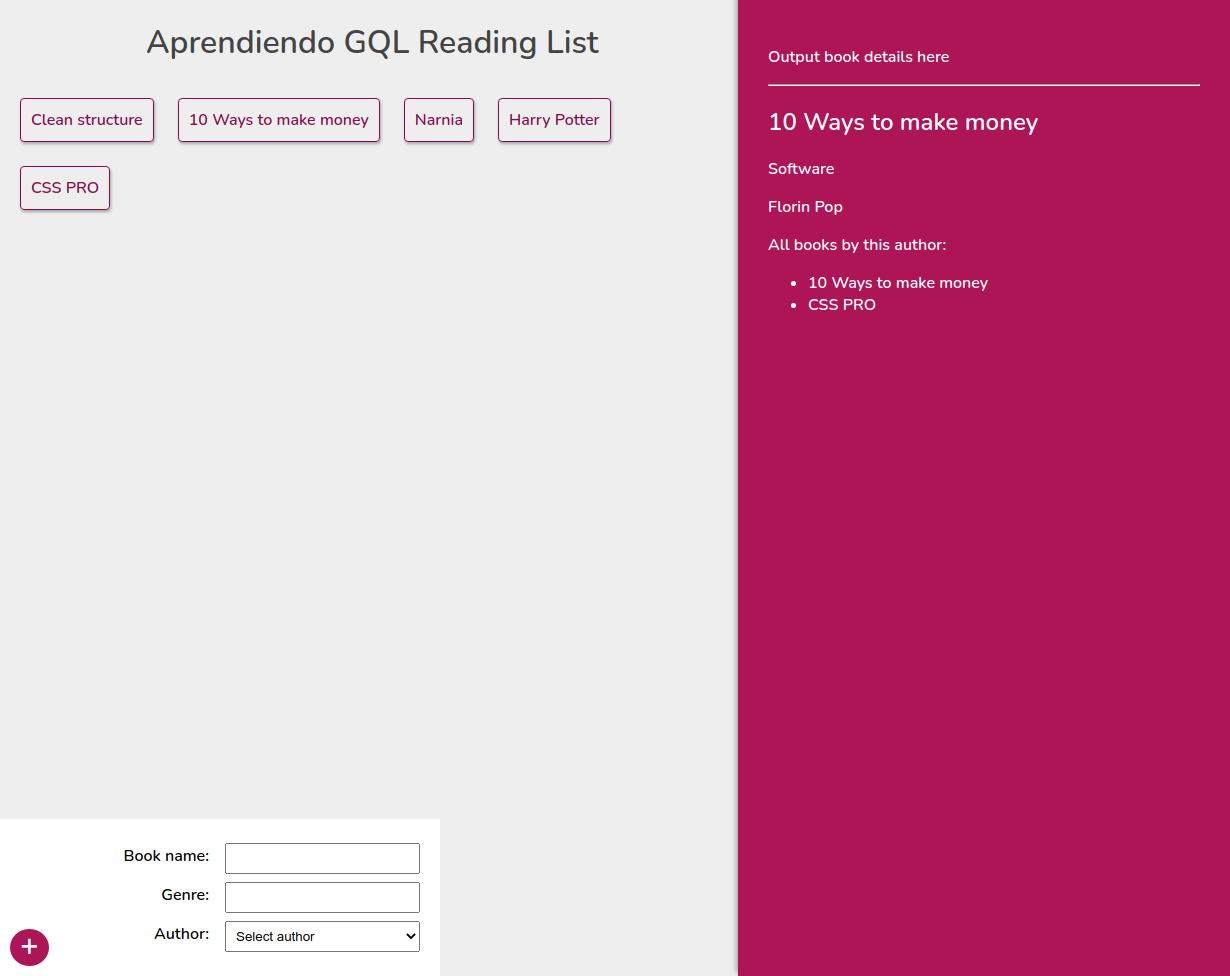 Aprendiendo GQL Reading List
Clean structure 10 Ways to make money Narnia Harry Potter
CSS PRO
Book name:
Genre:
Author: Select author
+
Output book details here
10 Ways to make money
Software
Florin Pop
All books by this author:
• 10 Ways to make money
• CSS PRO